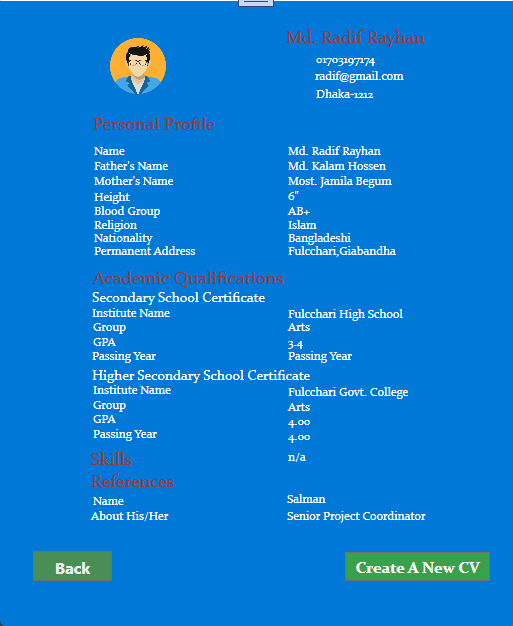 Md. Radif Rayhan
01703197174
radif@gmail.com
Dhaka-1212
Personal Profile
Name Md. Radif Rayhan
Father's Name Md. Kalam Hossen
Mother's Name Most. Jamila Begum
Height 6"
Blood Group AB+
Religion Islam
Nationality Bangladeshi
Permanent Address Fulcchari,Giabandha
Academic Qualifications
Secondary School Certificate
Institute Name Fulcchari High School
Group Arts
GPA 3.4
Passing Year Passing Year
Higher Secondary School Certificate
Institute Name Fulcchari Govt. College
Group Arts
GPA 4.00
Passing Year 4.00
Skills n/a
References
Name Salman
About His/Her Senior Project Coordinator
Back Create A New CV